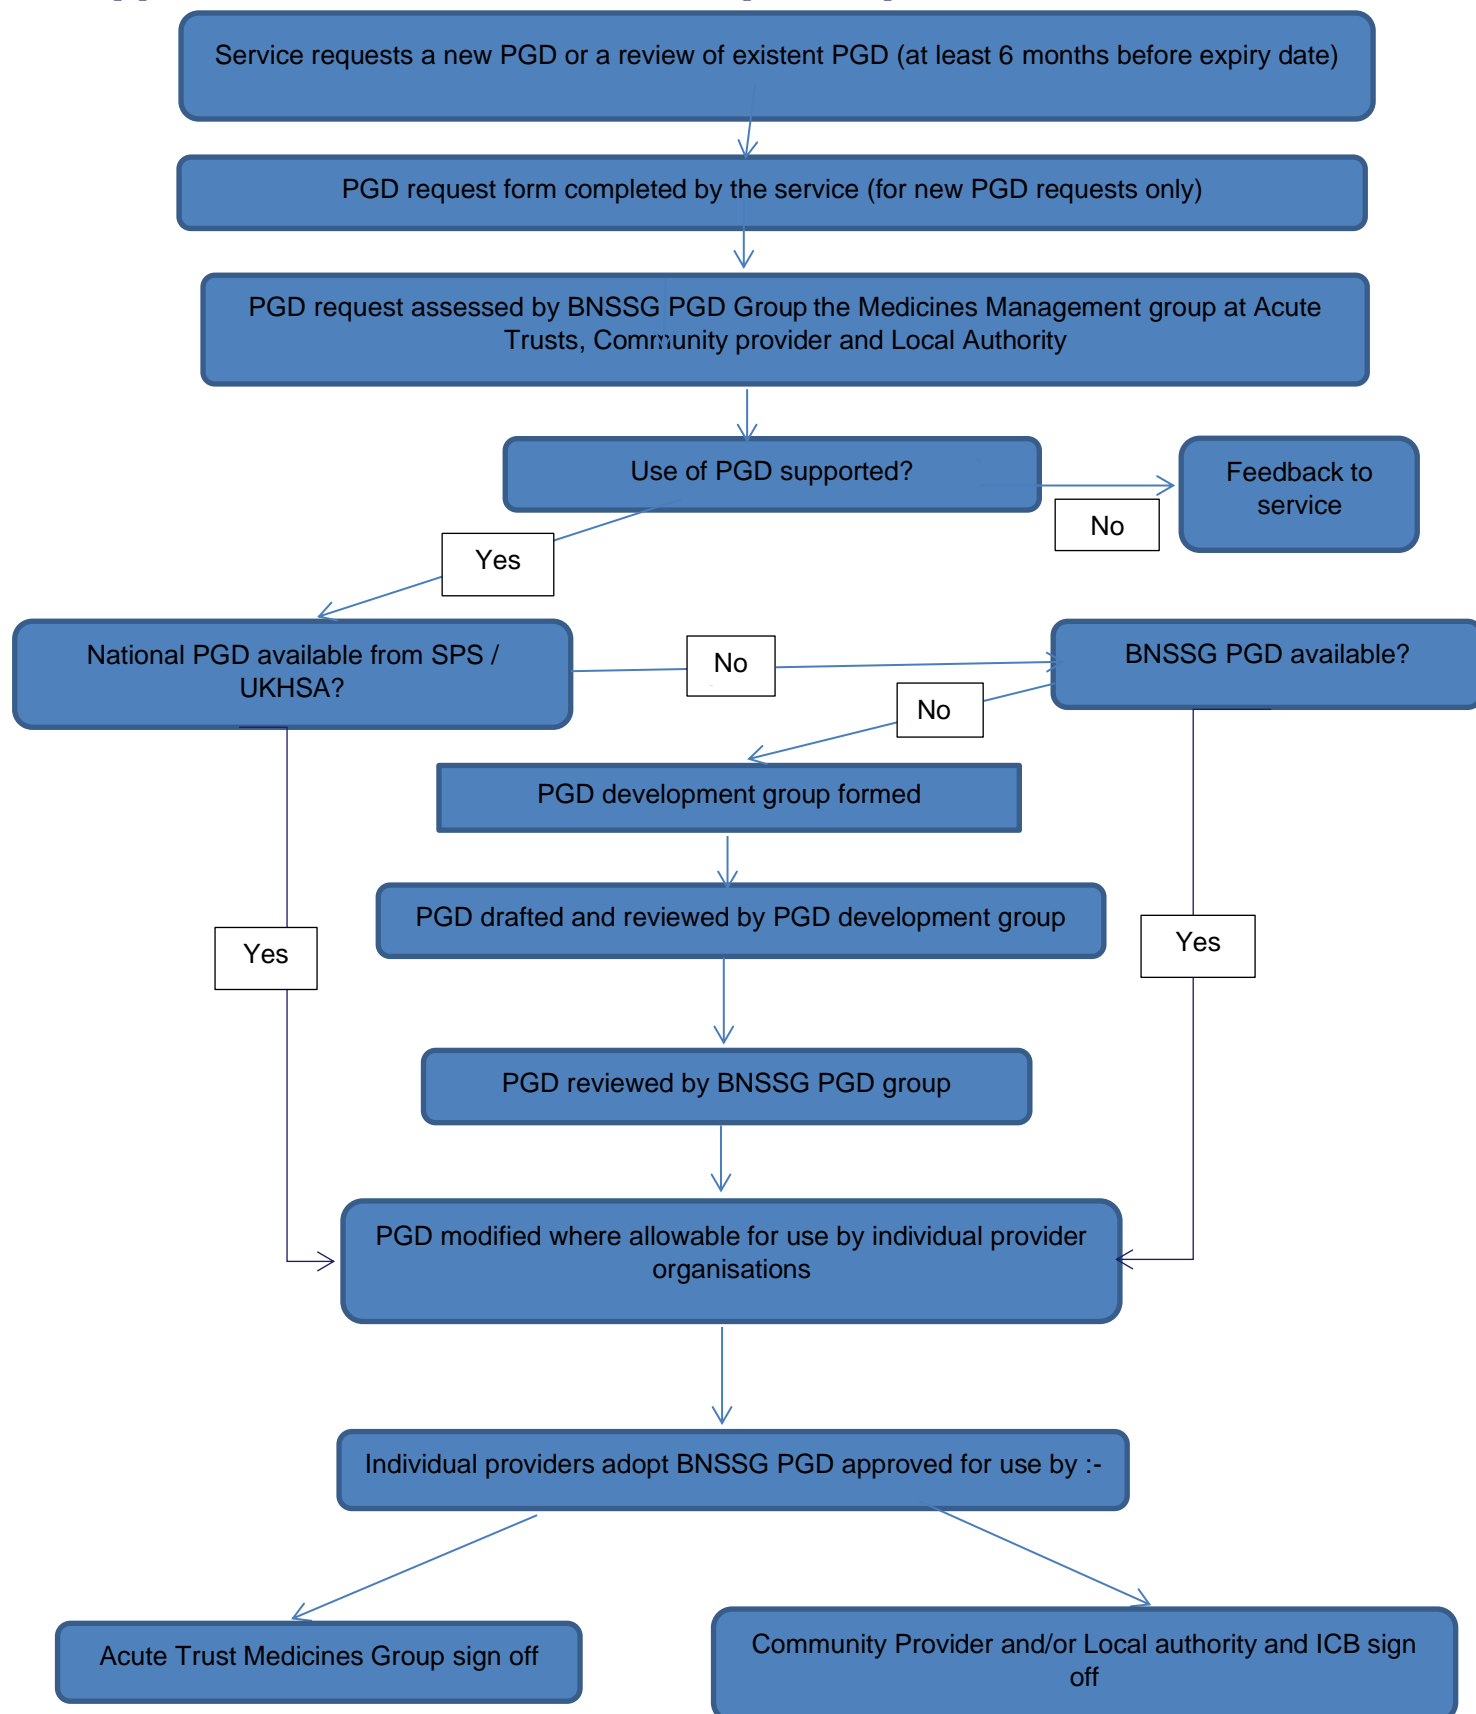 Service requests a new PGD or a review of existent PGD (at least 6 months before expiry date)
PGD request form completed by the service (for new PGD requests only)
PGD request assessed by BNSSG PGD Group the Medicines Management group at Acute
Trusts, Community provider and Local Authority
Use of PGD supported?
Feedback to
service
No
Yes
National PGD available from SPS /
UKHSA?
No
BNSSG PGD available?
No
PGD development group formed
PGD drafted and reviewed by PGD development group
Yes
Yes
PGD reviewed by BNSSG PGD group
PGD modified where allowable for use by individual provider
organisations
Individual providers adopt BNSSG PGD approved for use by :-
Acute Trust Medicines Group sign off
Community Provider and/or Local authority and ICB sign
off